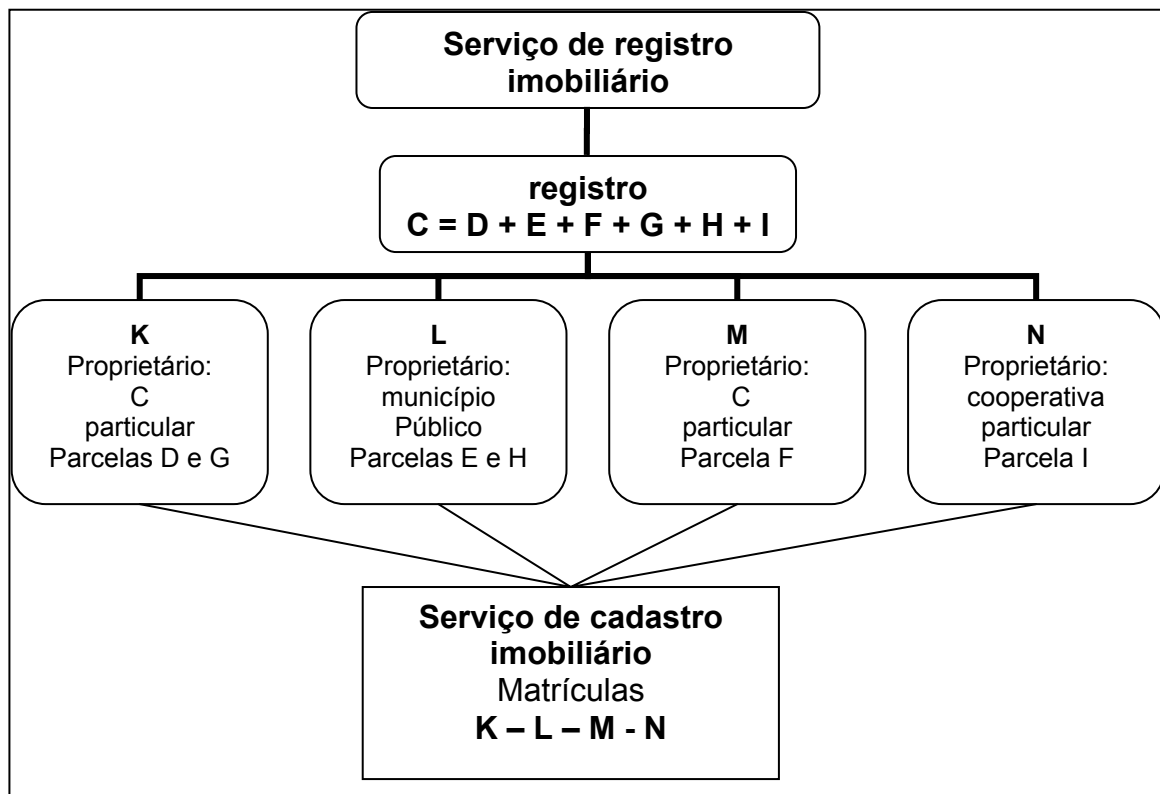 Serviço de registro
imobiliário
registro
C = D + E + F + G + H + I
K
Proprietário:
C
particular
Parcelas D e G
L
Proprietário:
município
Público
Parcelas E e H
M
Proprietário:
C
particular
Parcela F
N
Proprietário:
cooperativa
particular
Parcela I
Serviço de cadastro
imobiliário
Matrículas
K – L – M - N